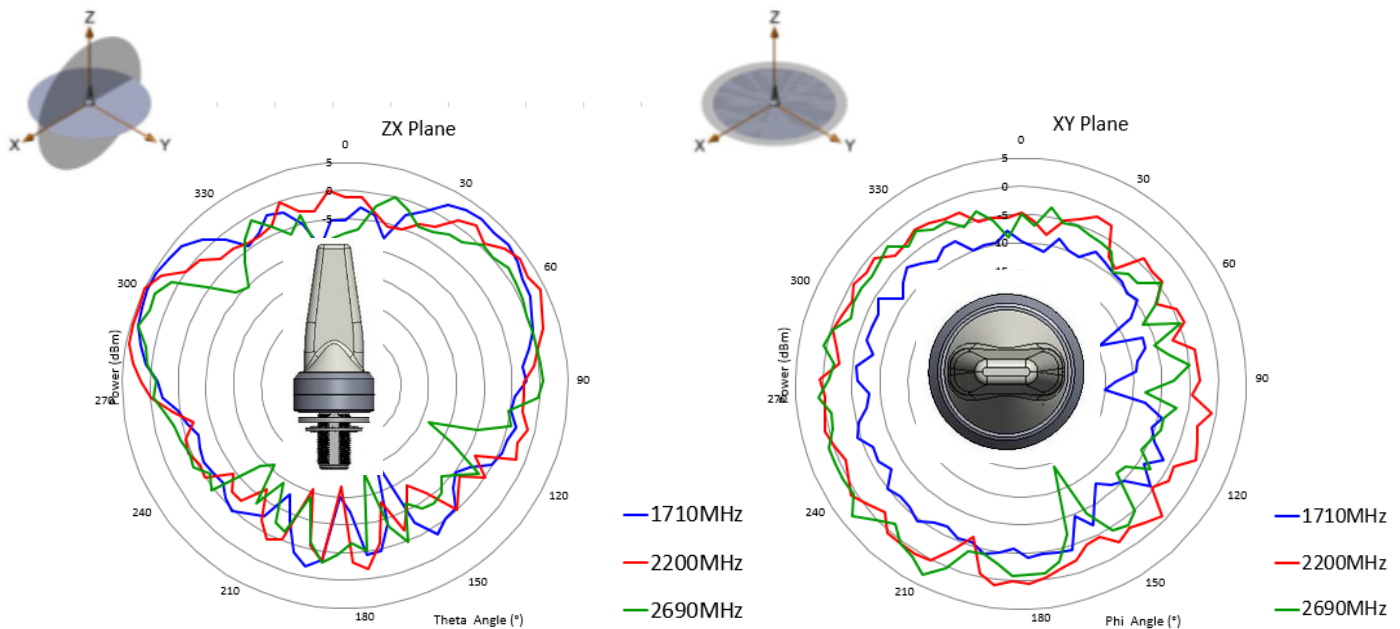 Z
X
Y
ZX Plane
0
5
0
-5
30
60
90
120
150
180
210
240
270
300
330
Power (dBm)
Theta Angle (°)
1710MHz
2200MHz
2690MHz
Z
X
Y
XY Plane
0
5
0
-5
-10
30
60
90
120
150
180
210
240
270
300
330
Power (dBm)
Phi Angle (°)
1710MHz
2200MHz
2690MHz